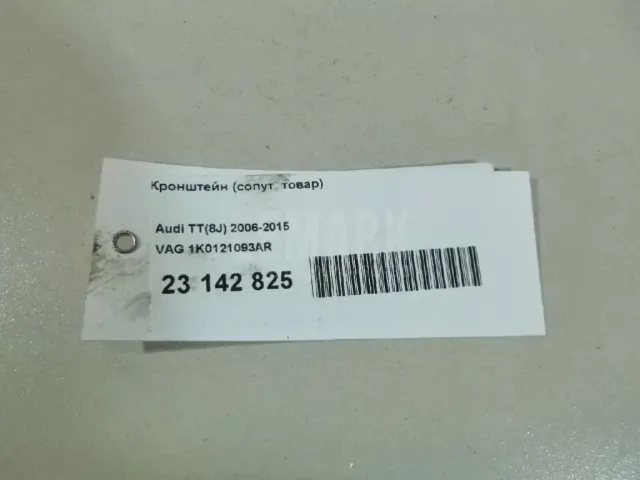 Кронштейн (сопут. товар)
Audi TT(8J) 2006-2015
VAG 1K0121093AR
23 142 825